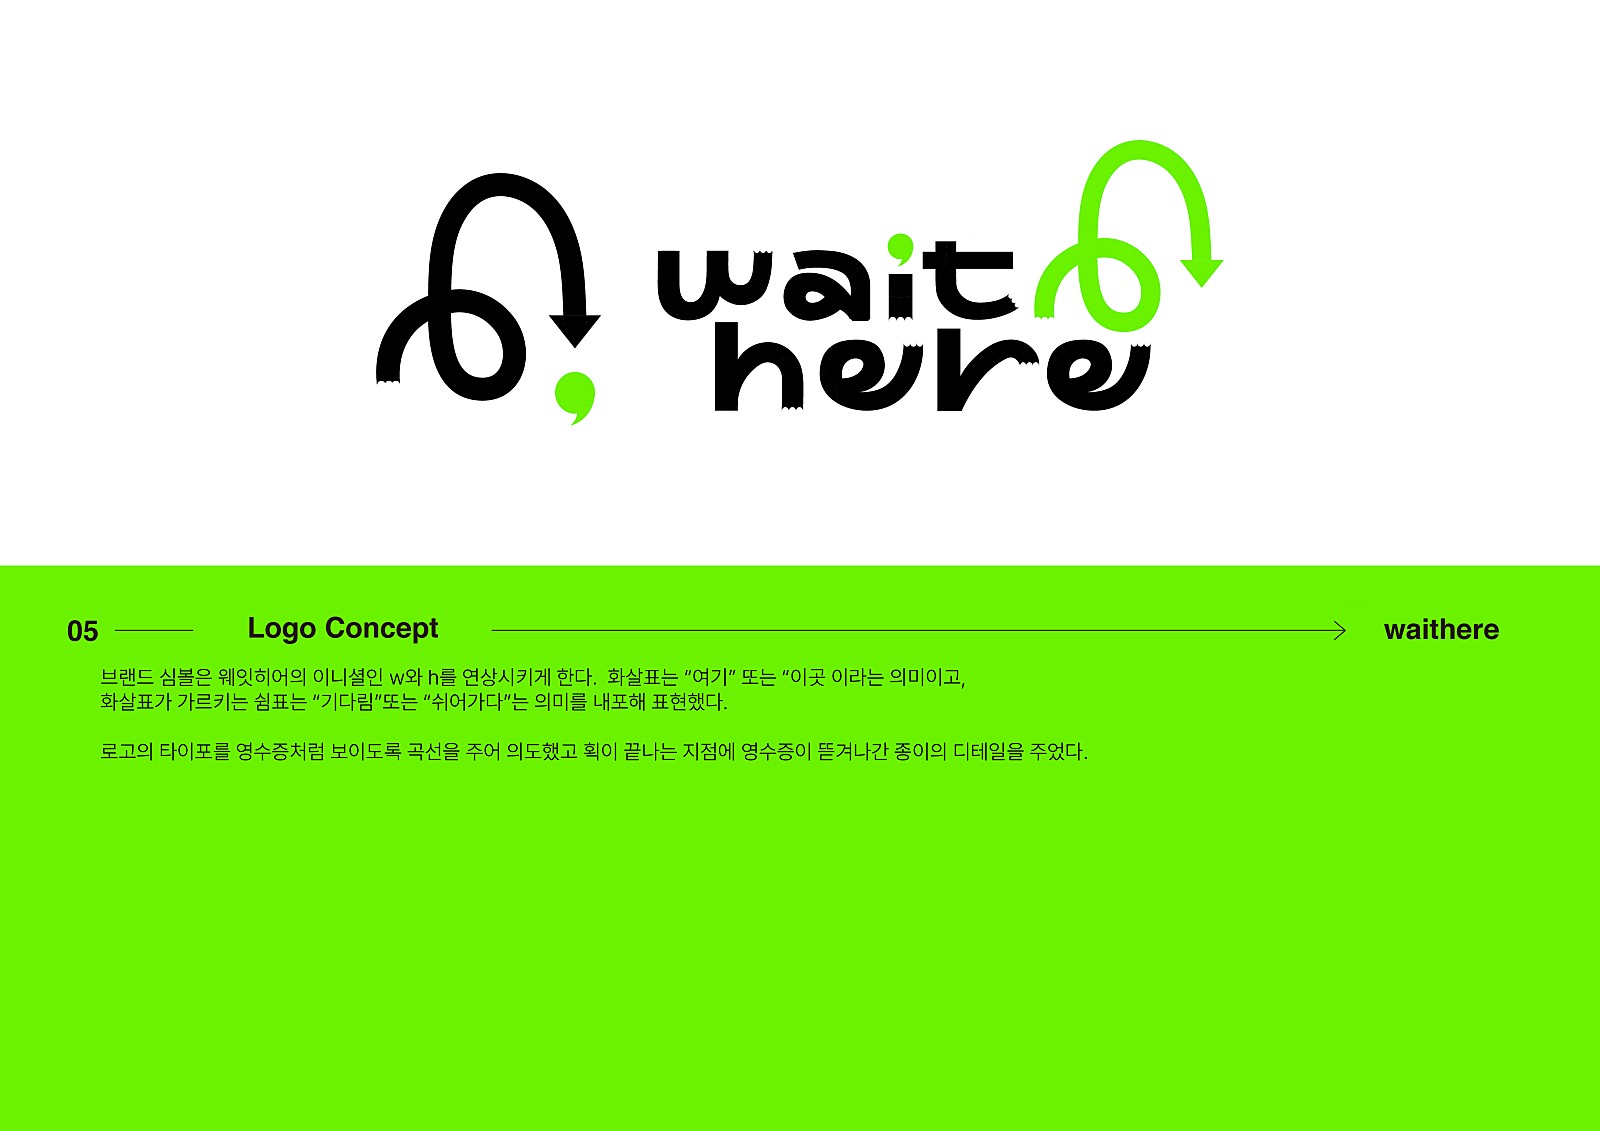 wait
here
05
Logo Concept
waithere
브랜드 심볼은 웨잇히어의 이니셜인 w와 h를 연상시키게 한다.  화살표는 “여기” 또는 “이곳 이라는 의미이고,
화살표가 가르키는 쉼표는 “기다림”또는 “쉬어가다”는 의미를 내포해 표현했다.
로고의 타이포를 영수증처럼 보이도록 곡선을 주어 의도했고 획이 끝나는 지점에 영수증이 뜯겨나간 종이의 디테일을 주었다.